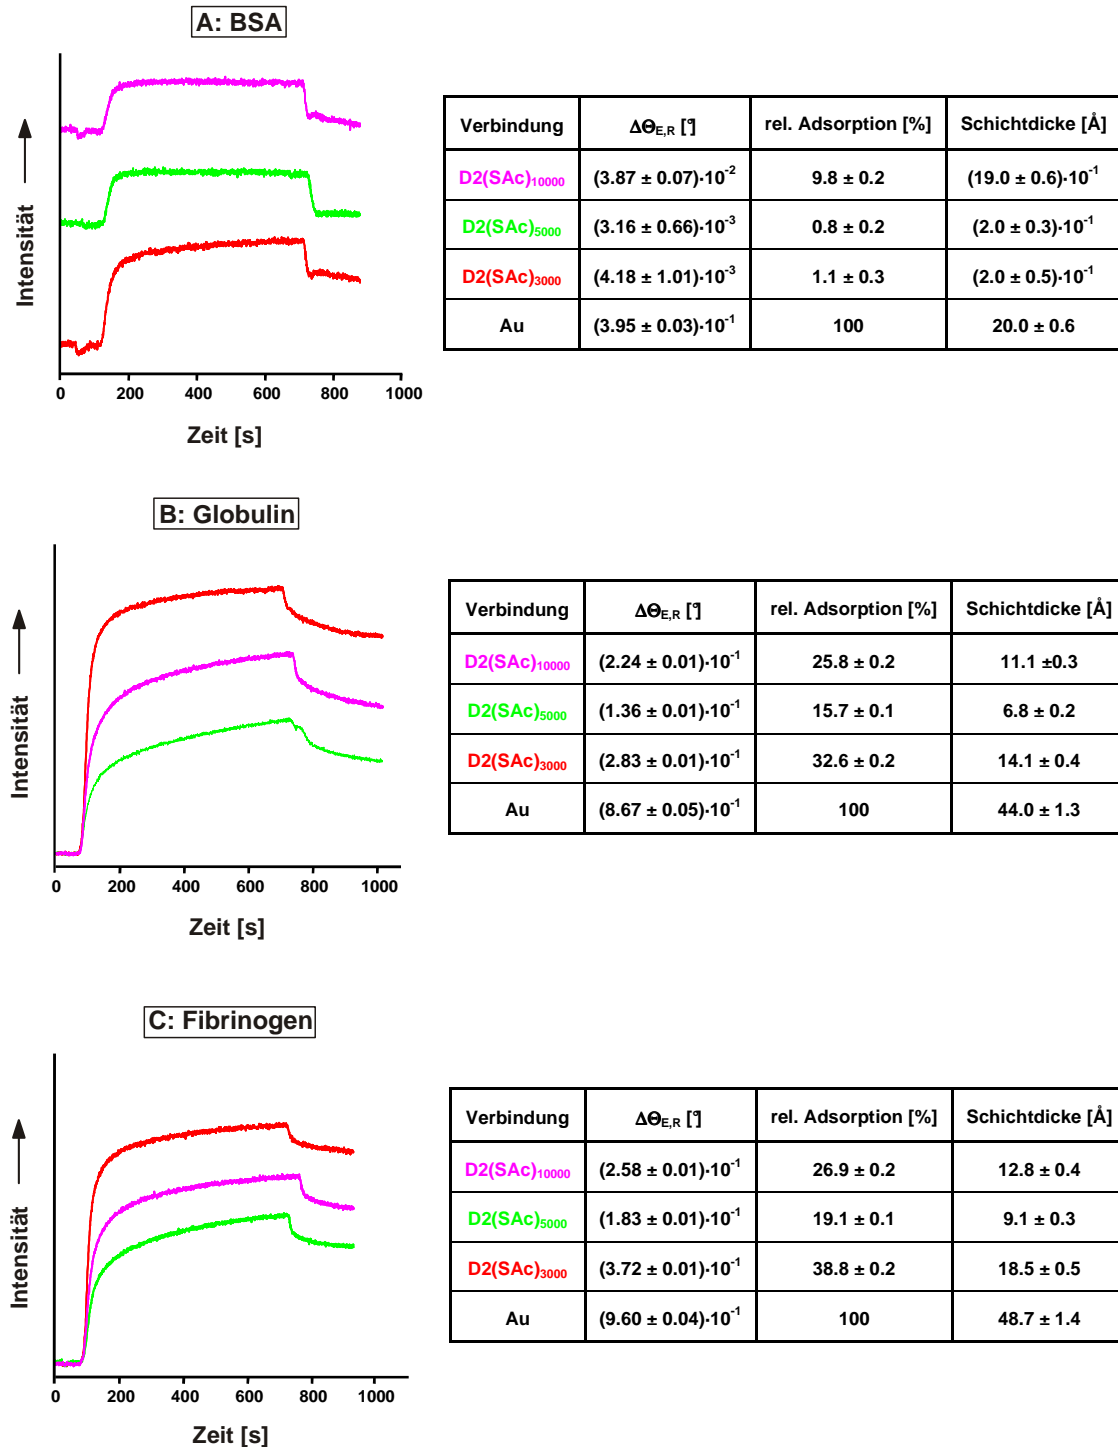 A: BSA
Intensität
0 200 400 600 800 1000
Zeit [s]
Verbindung ΔΘE,R [°] rel. Adsorption [%] Schichtdicke [Å]
D2(SAc)10000 (3.87 ± 0.07)·10-2 9.8 ± 0.2 (19.0 ± 0.6)·10-1
D2(SAc)5000 (3.16 ± 0.66)·10-3 0.8 ± 0.2 (2.0 ± 0.3)·10-1
D2(SAc)3000 (4.18 ± 1.01)·10-3 1.1 ± 0.3 (2.0 ± 0.5)·10-1
Au (3.95 ± 0.03)·10-1 100 20.0 ± 0.6
B: Globulin
Intensität
0 200 400 600 800 1000
Zeit [s]
Verbindung ΔΘE,R [°] rel. Adsorption [%] Schichtdicke [Å]
D2(SAc)10000 (2.24 ± 0.01)·10-1 25.8 ± 0.2 11.1 ±0.3
D2(SAc)5000 (1.36 ± 0.01)·10-1 15.7 ± 0.1 6.8 ± 0.2
D2(SAc)3000 (2.83 ± 0.01)·10-1 32.6 ± 0.2 14.1 ± 0.4
Au (8.67 ± 0.05)·10-1 100 44.0 ± 1.3
C: Fibrinogen
Intensität
0 200 400 600 800 1000
Zeit [s]
Verbindung ΔΘE,R [°] rel. Adsorption [%] Schichtdicke [Å]
D2(SAc)10000 (2.58 ± 0.01)·10-1 26.9 ± 0.2 12.8 ± 0.4
D2(SAc)5000 (1.83 ± 0.01)·10-1 19.1 ± 0.1 9.1 ± 0.3
D2(SAc)3000 (3.72 ± 0.01)·10-1 38.8 ± 0.2 18.5 ± 0.5
Au (9.60 ± 0.04)·10-1 100 48.7 ± 1.4